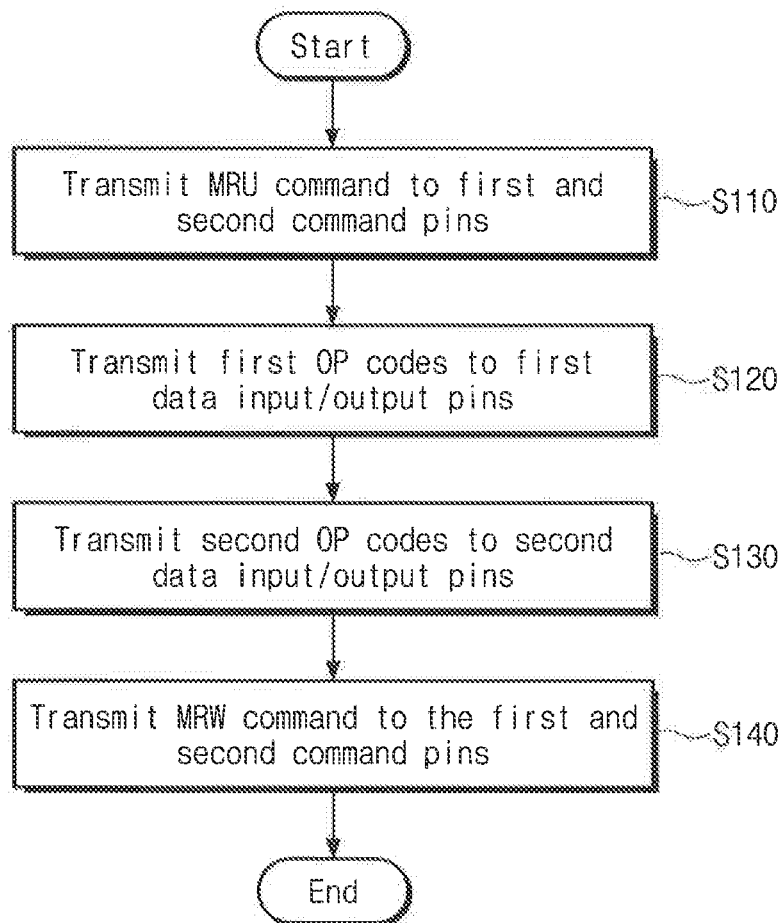 Start
Transmit MRU command to first and
second command pins
S110
Transmit first OP codes to first
data input/output pins
S120
Transmit second OP codes to second
data input/output pins
S130
Transmit MRW command to the first and
second command pins
S140
End